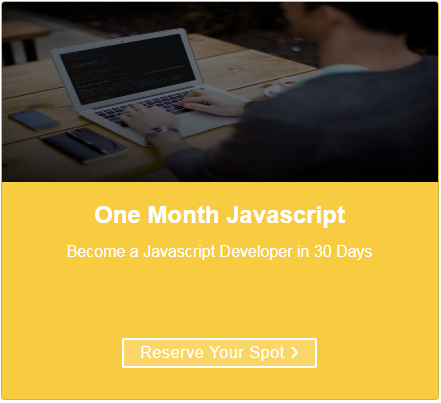 One Month Javascript
Become a Javascript Developer in 30 Days
Reserve Your Spot ❯